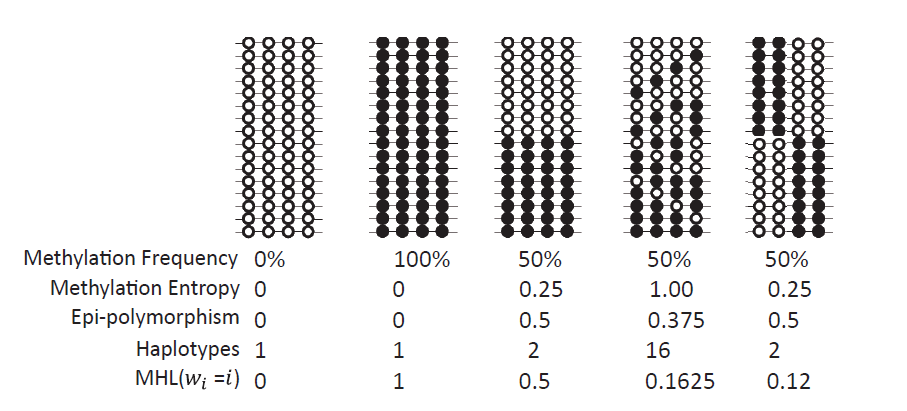 Methylation Frequency 0% 100% 50% 50% 50%
Methylation Entropy 0 0 0.25 1.00 0.25
Epi-polymorphism 0 0 0.5 0.375 0.5
Haplotypes 1 1 2 16 2
MHL(wᵢ =i) 0 1 0.5 0.1625 0.12